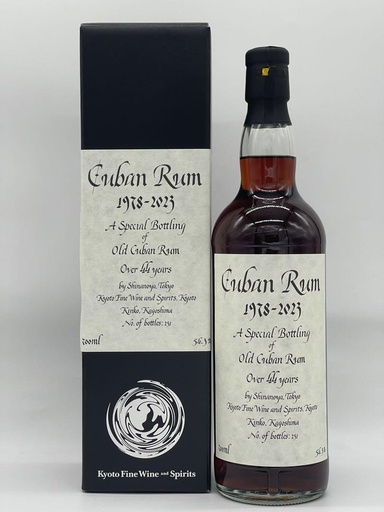 Cuban Rum
1978-2023
A Special Bottling
of
Old Cuban Rum
Over 44 years
by Shinanoya, Tokyo
Kyoto Fine Wine and Spirits, Kyoto
Kinko, Kagoshima
No. of bottles: 151
700ml
Kyoto Fine Wine and Spirits
Cuban Rum
1978-2023
A Special Bottling
of
Old Cuban Rum
Over 44 years
by Shinanoya, Tokyo
Kyoto Fine Wine and Spirits, Kyoto
Kinko, Kagoshima
No. of bottles: 151
700ml